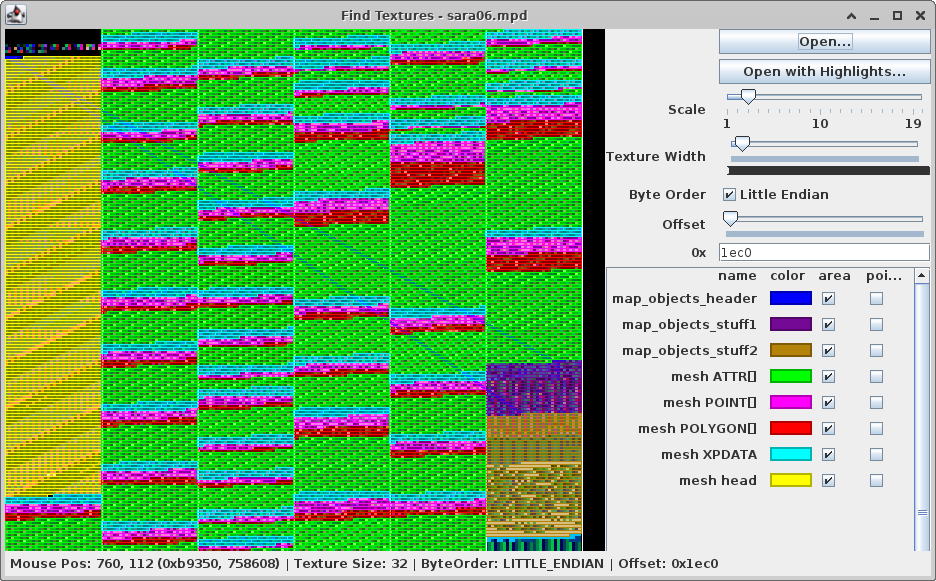 Find Textures - sara06.mpd
Open...
Open with Highlights...
Scale
1 10 19
Texture Width
Byte Order Little Endian
Offset
0x 1ec0
name color area poi...
map_objects_header
map_objects_stuff1
map_objects_stuff2
mesh ATTR[]
mesh POINT[]
mesh POLYGON[]
mesh XPDATA
mesh head
Mouse Pos: 760, 112 (0xb9350, 758608) | Texture Size: 32 | ByteOrder: LITTLE_ENDIAN | Offset: 0x1ec0